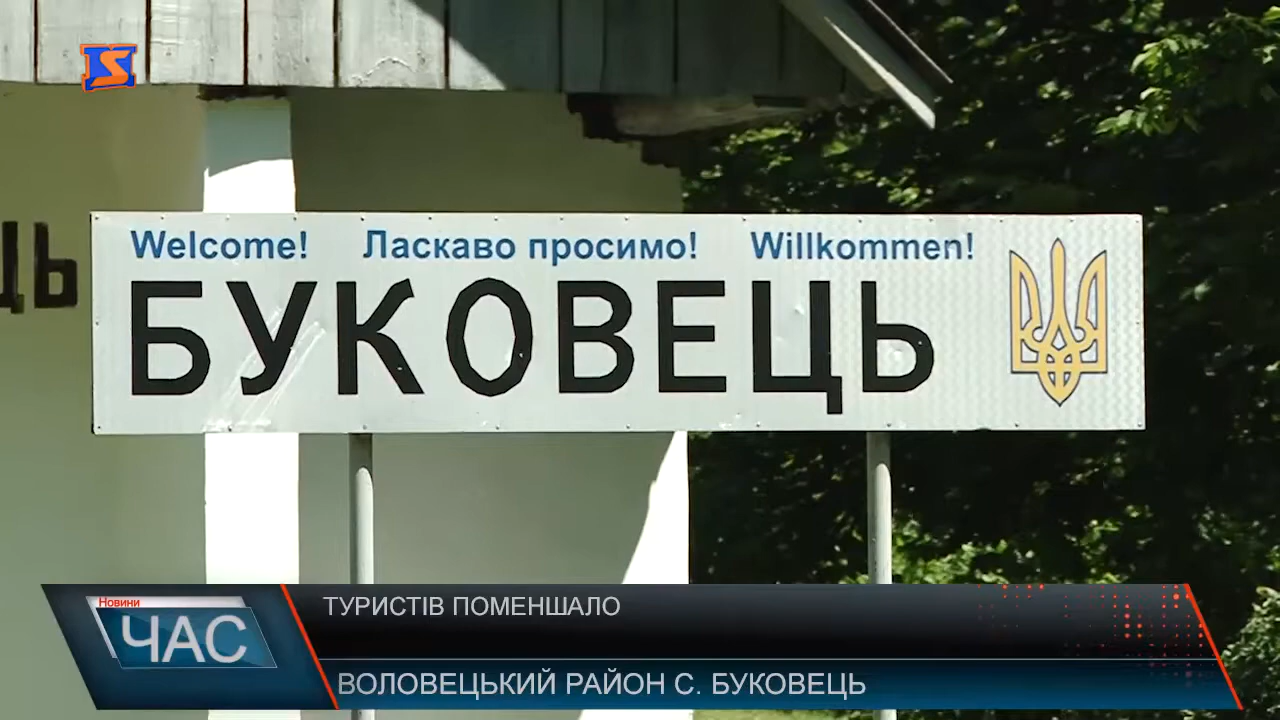 Welcome! Ласкаво просимо! Willkommen!
БУКОВЕЦЬ
Новини
ЧАС
ТУРИСТІВ ПОМЕНШАЛО
ВОЛОВЕЦЬКИЙ РАЙОН С. БУКОВЕЦЬ